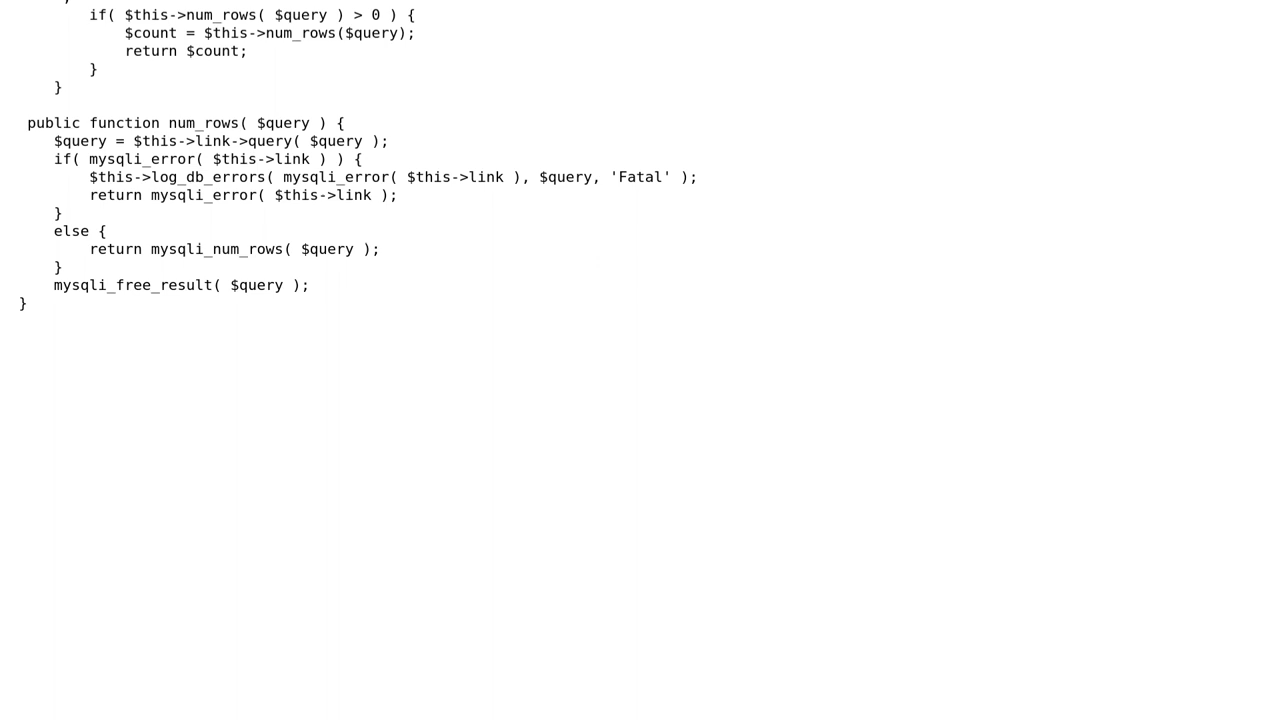 if( $this->num_rows( $query ) > 0 ) {
$count = $this->num_rows($query);
return $count;
}
}
public function num_rows( $query ) {
$query = $this->link->query( $query );
if( mysqli_error( $this->link ) ) {
$this->log_db_errors( mysqli_error( $this->link ), $query, 'Fatal' );
return mysqli_error( $this->link );
}
else {
return mysqli_num_rows( $query );
}
mysqli_free_result( $query );
}